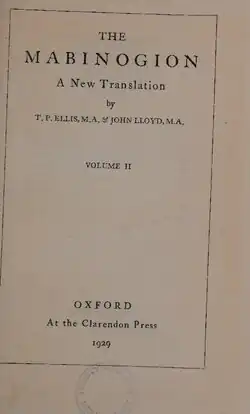 THE
MABINOGION
A New Translation
by
T. P. ELLIS, M.A. & JOHN LLOYD, M.A.
VOLUME II
OXFORD
At the Clarendon Press
1929